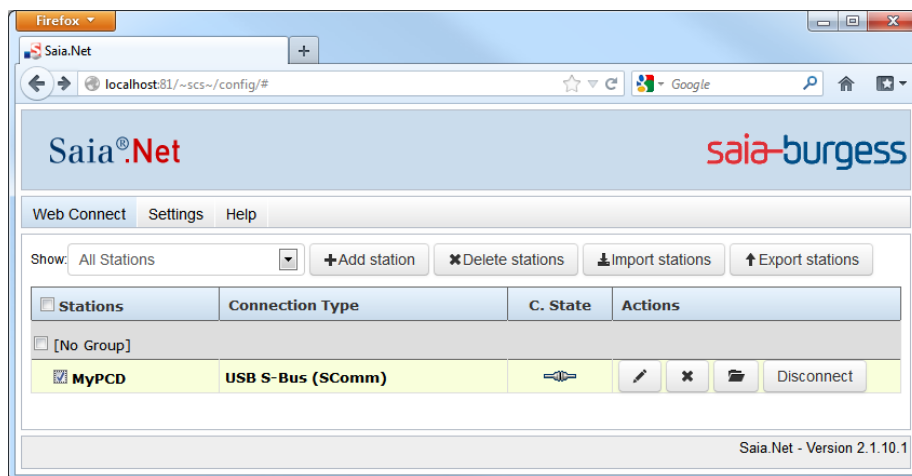 Firefox
Saia.Net
localhost:81/~scs~/config/#
Google
Saia®.Net
saia-burgess
Web Connect Settings Help
Show: All Stations +Add station Delete stations Import stations Export stations
Stations Connection Type C. State Actions
[No Group]
MyPCD USB S-Bus (SComm) Disconnect
Saia.Net - Version 2.1.10.1